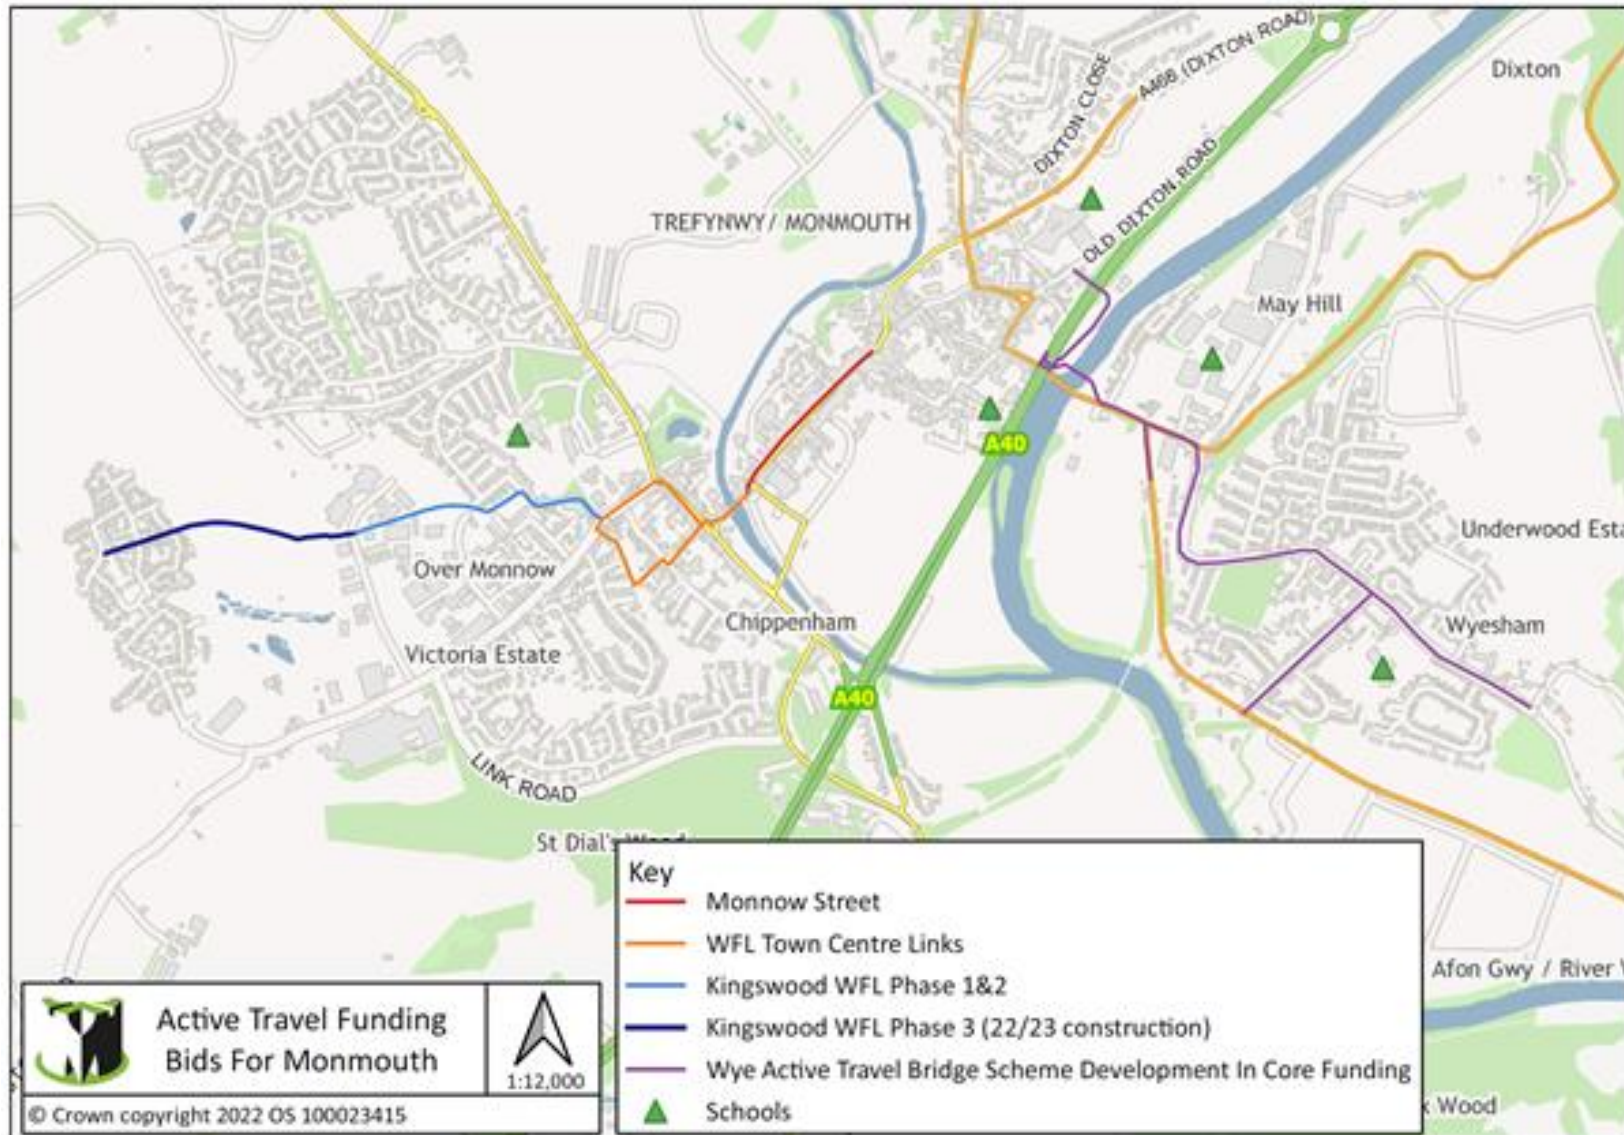 Dixton
A466 (DIXTON ROAD)
DIXTON CLOSE
OLD DIXTON ROAD
TREFYNWY/ MONMOUTH
May Hill
A40
Underwood
Over Monnow
Chippenham
Wyesham
Victoria Estate
A40
LINK ROAD
St Dial's Wood
Key
Monnow Street
WFL Town Centre Links
Kingswood WFL Phase 1&2
Kingswood WFL Phase 3 (22/23 construction)
Wye Active Travel Bridge Scheme Development In Core Funding
Schools
Afon Gwy / River
Wood
Active Travel Funding
Bids For Monmouth
1:12,000
© Crown copyright 2022 OS 100023415